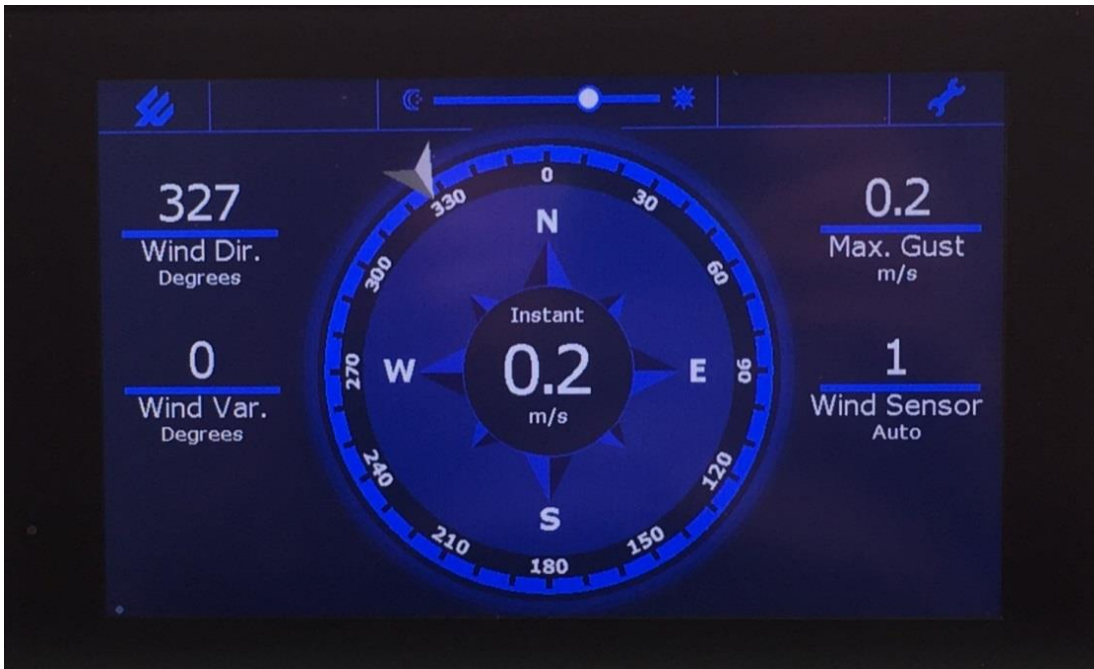 327
Wind Dir.
Degrees
0
Wind Var.
Degrees
0
30
60
90
120
150
180
210
240
270
300
330
N
E
S
W
Instant
0.2
m/s
0.2
Max. Gust
m/s
1
Wind Sensor
Auto